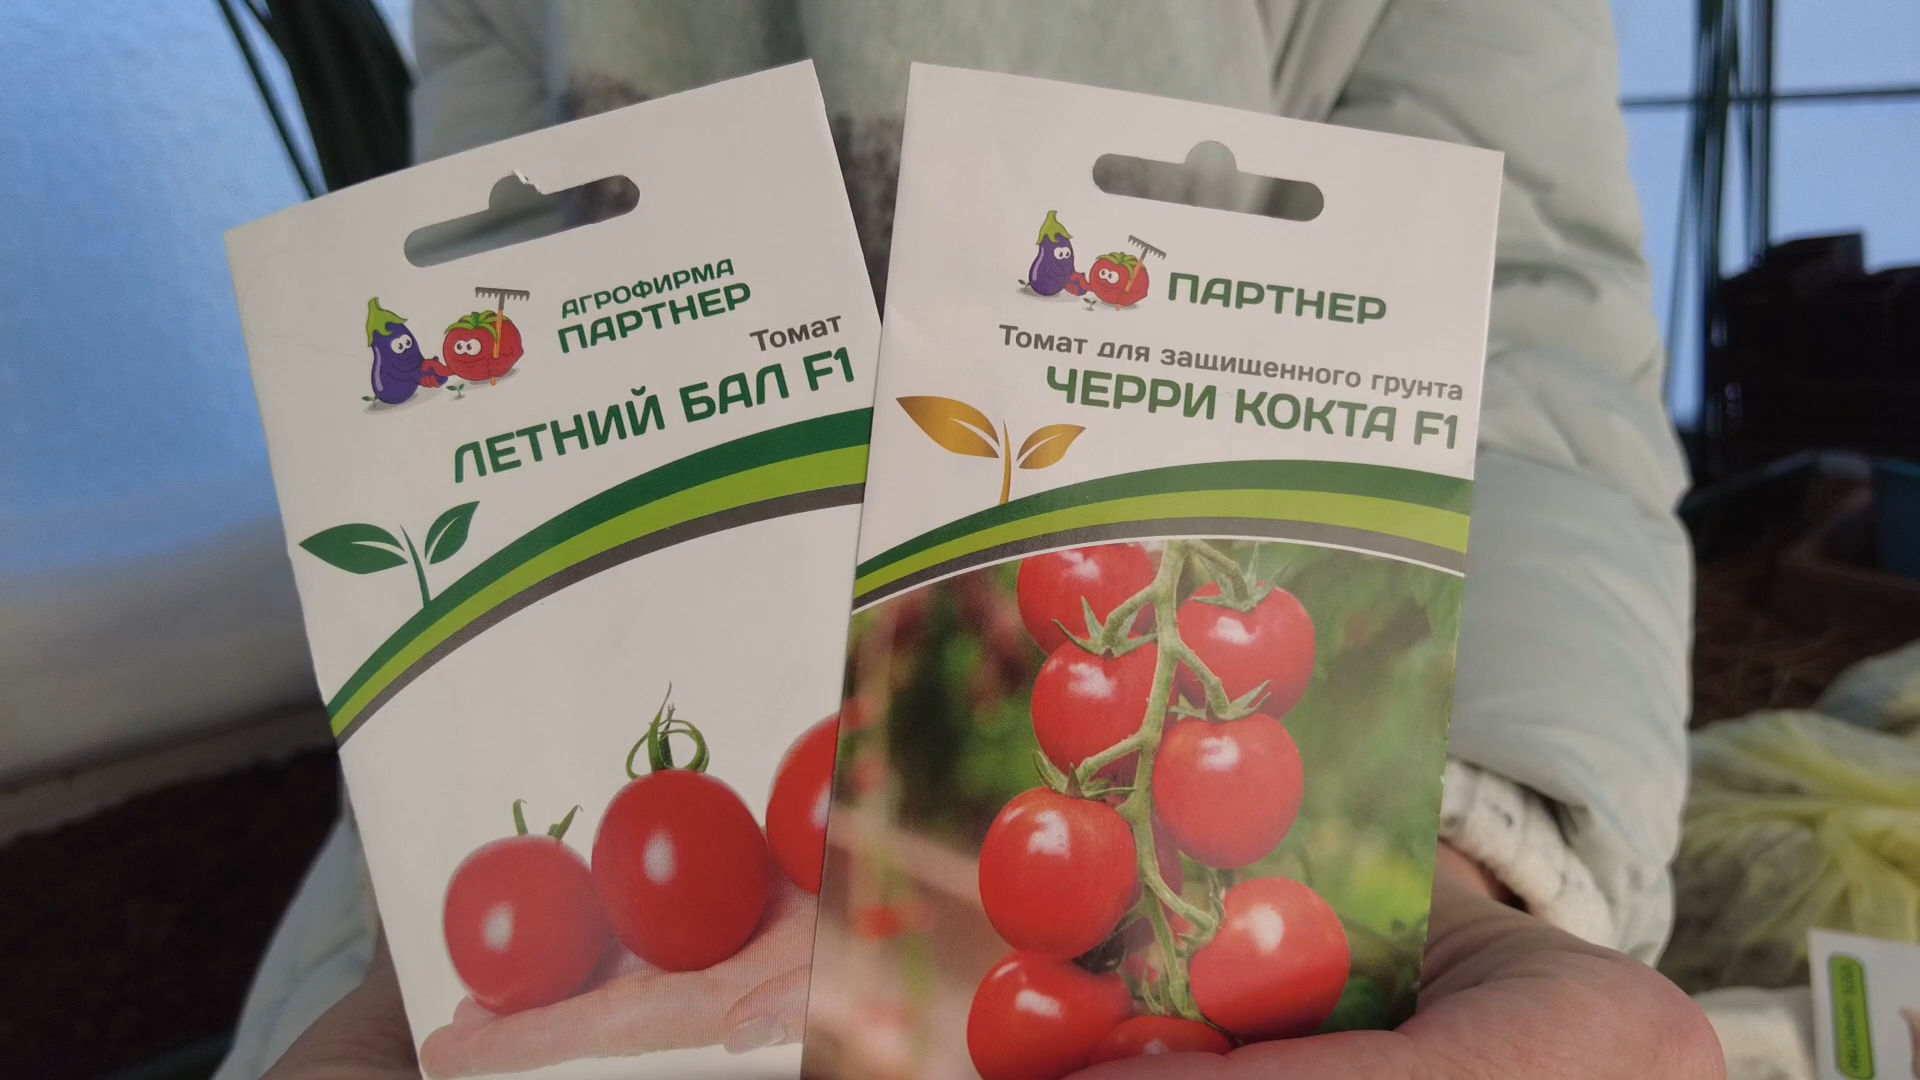 АГРОФИРМА
ПАРТНЕР
Томат
ЛЕТНИЙ БАЛ F1
ПАРТНЕР
Томат для защищенного грунта
ЧЕРРИ КОКТА F1